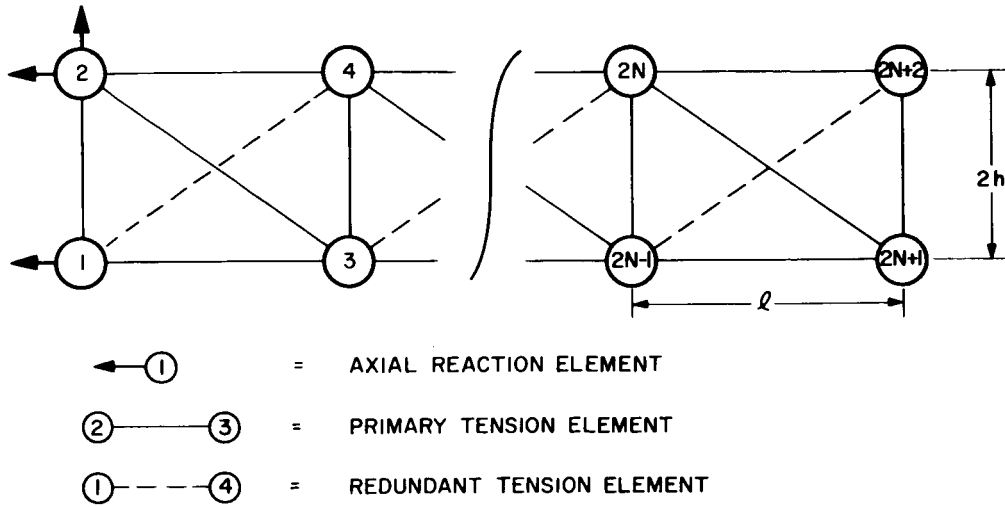 2 4 2N 2N+2
2h
1 3 2N-1 2N+1
ℓ
1 = AXIAL REACTION ELEMENT
2 3 = PRIMARY TENSION ELEMENT
1 4 = REDUNDANT TENSION ELEMENT